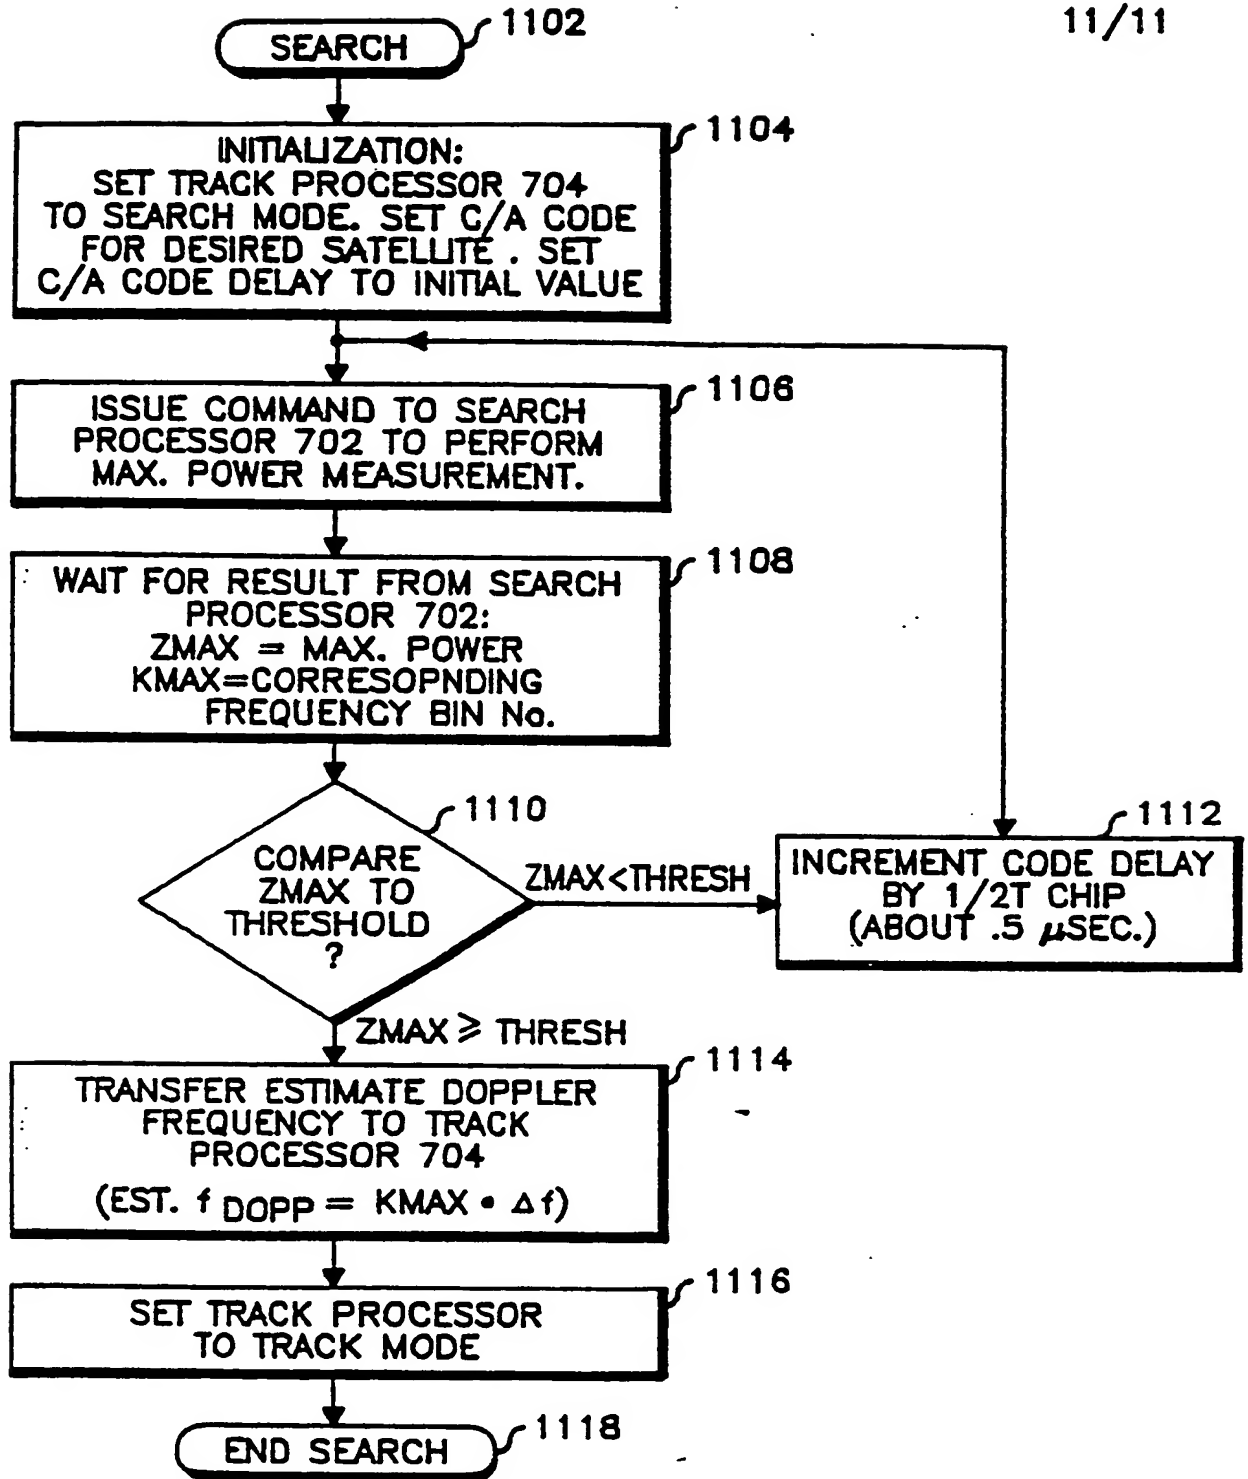 11/11
SEARCH
1102
INITIALIZATION:
SET TRACK PROCESSOR 704
TO SEARCH MODE. SET C/A CODE
FOR DESIRED SATELLITE . SET
C/A CODE DELAY TO INITIAL VALUE
1104
ISSUE COMMAND TO SEARCH
PROCESSOR 702 TO PERFORM
MAX. POWER MEASUREMENT.
1106
WAIT FOR RESULT FROM SEARCH
PROCESSOR 702:
ZMAX = MAX. POWER
KMAX=CORRESOPNDING
FREQUENCY BIN No.
1108
COMPARE
ZMAX TO
THRESHOLD
?
1110
ZMAX<THRESH
INCREMENT CODE DELAY
BY 1/2T CHIP
(ABOUT .5 μSEC.)
1112
ZMAX ⩾ THRESH
TRANSFER ESTIMATE DOPPLER
FREQUENCY TO TRACK
PROCESSOR 704
(EST. f DOPP = KMAX • Δf)
1114
SET TRACK PROCESSOR
TO TRACK MODE
1116
END SEARCH
1118